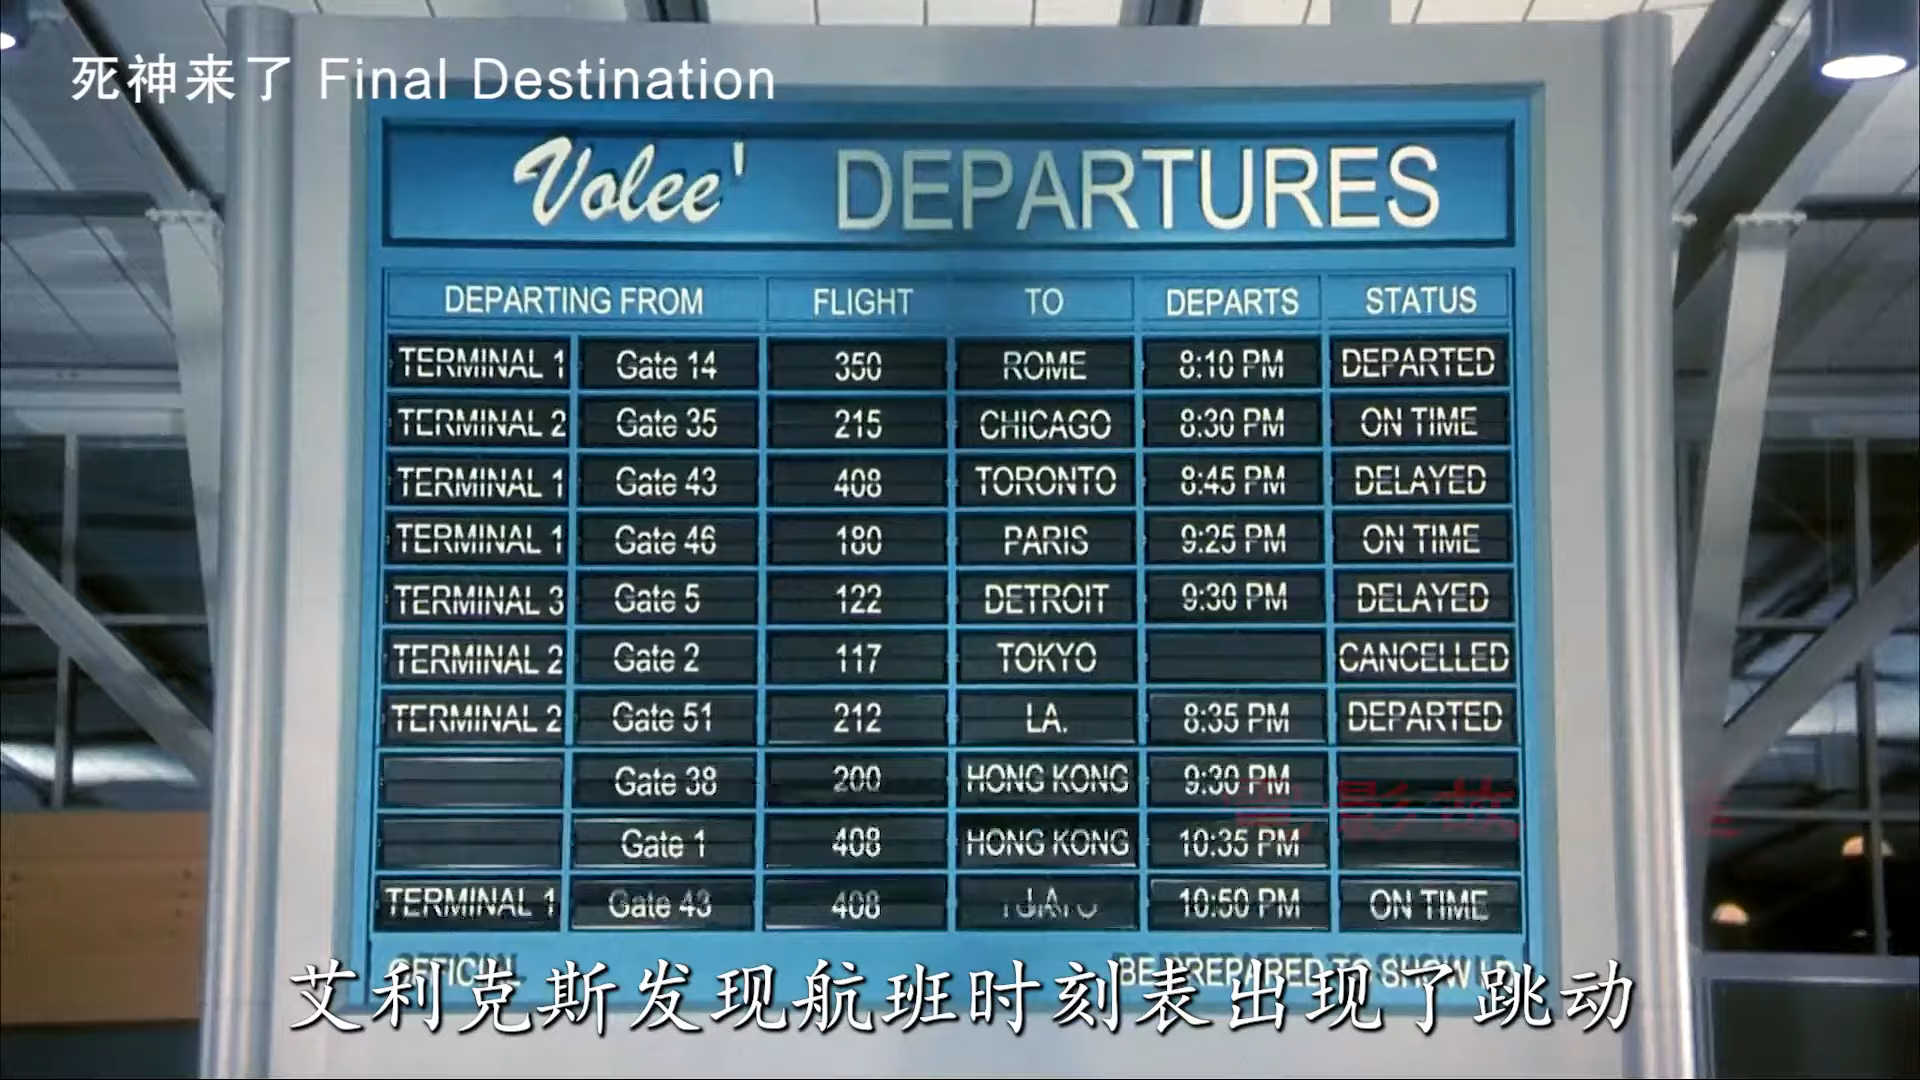 死神来了 Final Destination
Volee' DEPARTURES
DEPARTING FROM FLIGHT TO DEPARTS STATUS
TERMINAL 1 Gate 14 350 ROME 8:10 PM DEPARTED
TERMINAL 2 Gate 35 215 CHICAGO 8:30 PM ON TIME
TERMINAL 1 Gate 43 408 TORONTO 8:45 PM DELAYED
TERMINAL 1 Gate 46 180 PARIS 9:25 PM ON TIME
TERMINAL 3 Gate 5 122 DETROIT 9:30 PM DELAYED
TERMINAL 2 Gate 2 117 TOKYO CANCELLED
TERMINAL 2 Gate 51 212 LA. 8:35 PM DEPARTED
Gate 38 200 HONG KONG 9:30 PM
Gate 1 408 HONG KONG 10:35 PM
TERMINAL 1 Gate 43 408 10:50 PM ON TIME
OFFICIAL BE PREPARED TO SHOW I.D.
艾利克斯发现航班时刻表出现了跳动